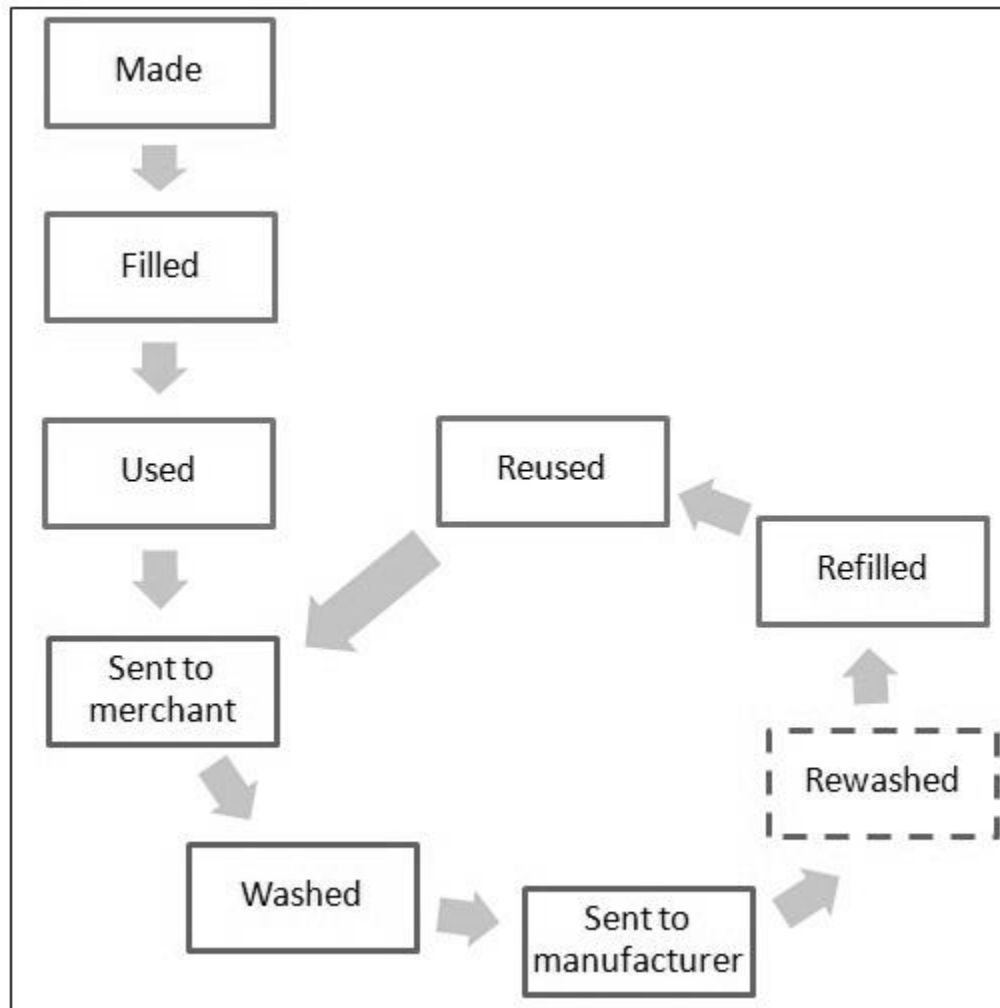 Made
Filled
Used
Reused
Refilled
Sent to
merchant
Rewashed
Washed
Sent to
manufacturer